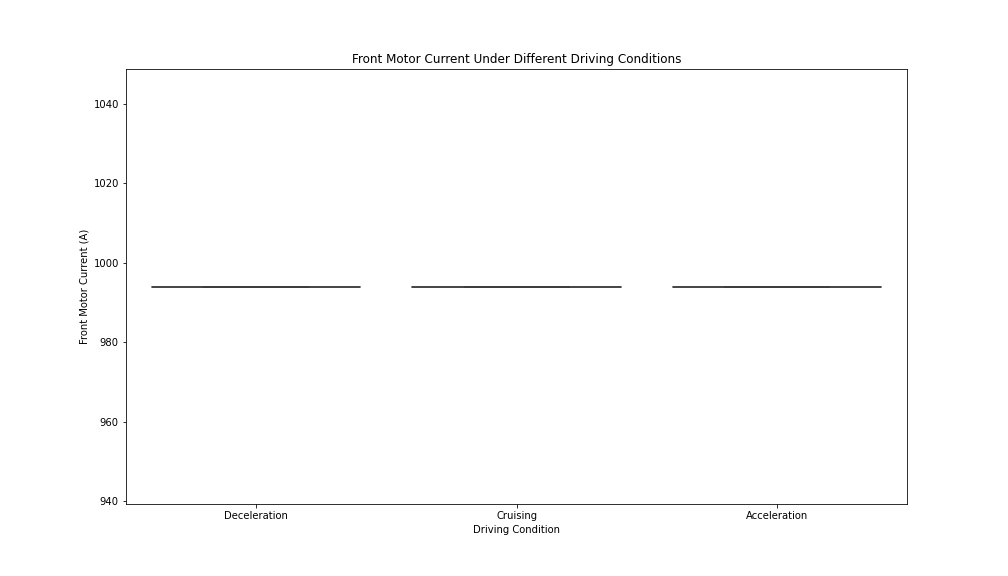 Front Motor Current Under Different Driving Conditions
1040
1020
1000
980
960
940
Front Motor Current (A)
Deceleration Cruising Acceleration
Driving Condition